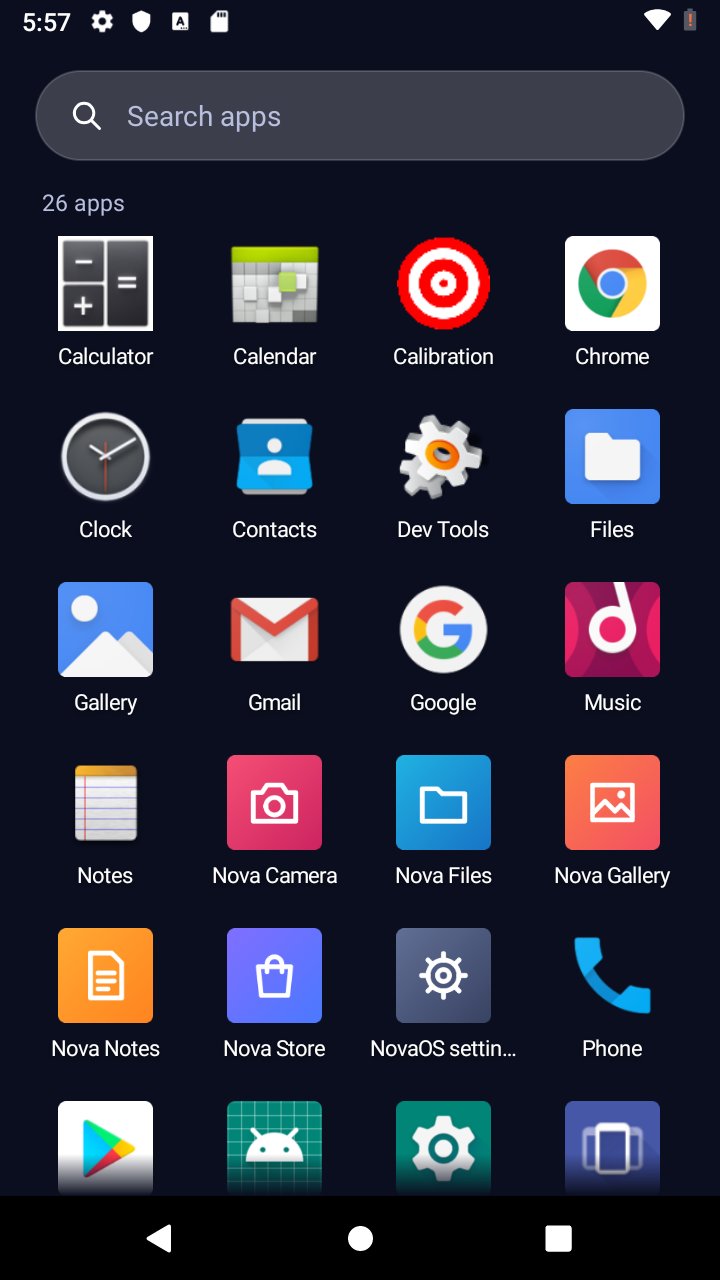 5:57
Search apps
26 apps
Calculator
Calendar
Calibration
Chrome
Clock
Contacts
Dev Tools
Files
Gallery
Gmail
Google
Music
Notes
Nova Camera
Nova Files
Nova Gallery
Nova Notes
Nova Store
NovaOS settin...
Phone